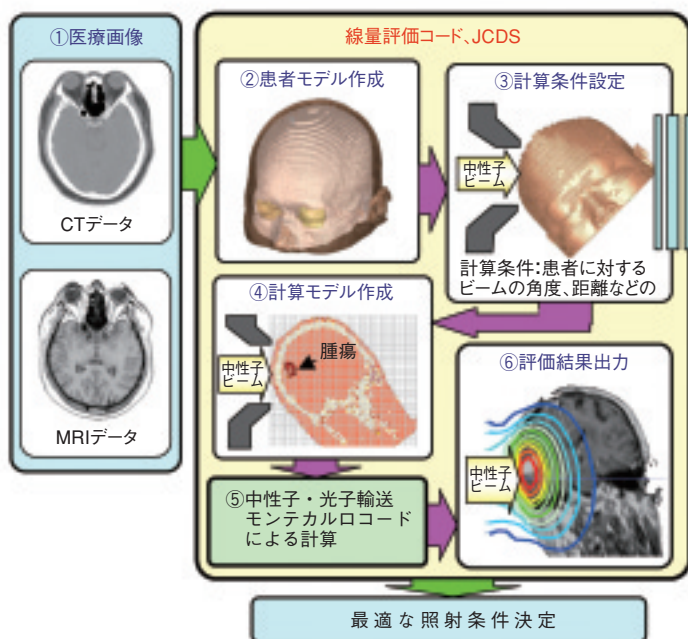 ①医療画像
CTデータ
MRIデータ
線量評価コード、JCDS
②患者モデル作成
③計算条件設定
中性子
ビーム
計算条件:患者に対する
ビームの角度、距離などの
④計算モデル作成
中性子
ビーム
腫瘍
⑤中性子・光子輸送
モンテカルロコード
による計算
⑥評価結果出力
中性子
ビーム
最適な照射条件決定